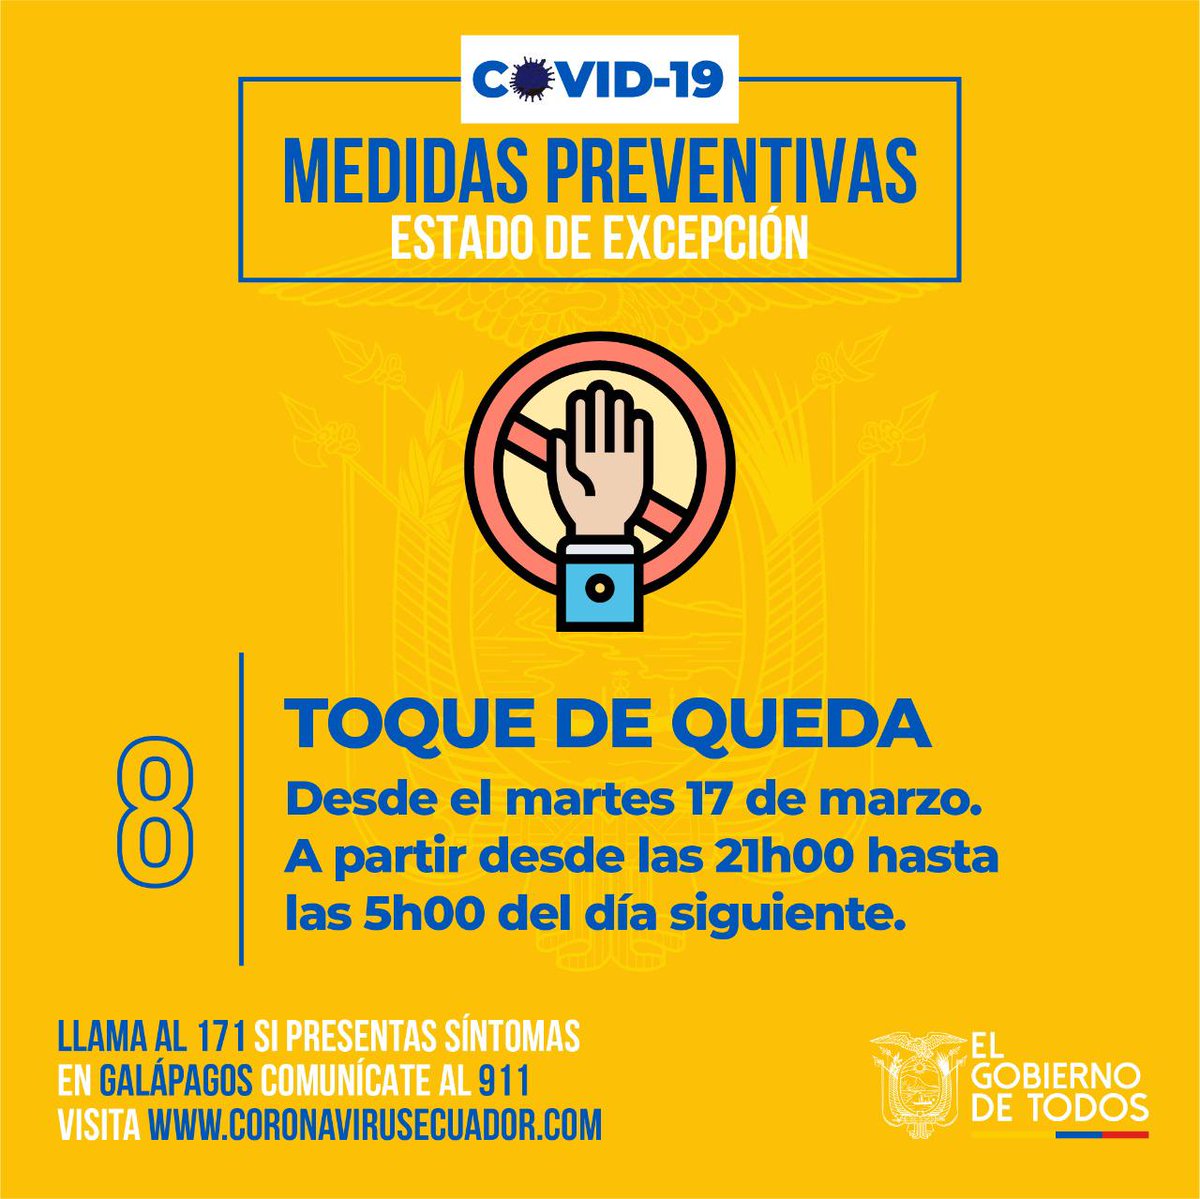 COVID-19
MEDIDAS PREVENTIVAS
ESTADO DE EXCEPCIÓN
8
TOQUE DE QUEDA
Desde el martes 17 de marzo.
A partir desde las 21h00 hasta
las 5h00 del día siguiente.
LLAMA AL 171 SI PRESENTAS SÍNTOMAS
EN GALÁPAGOS COMUNÍCATE AL 911
VISITA WWW.CORONAVIRUSECUADOR.COM
EL
GOBIERNO
DE TODOS